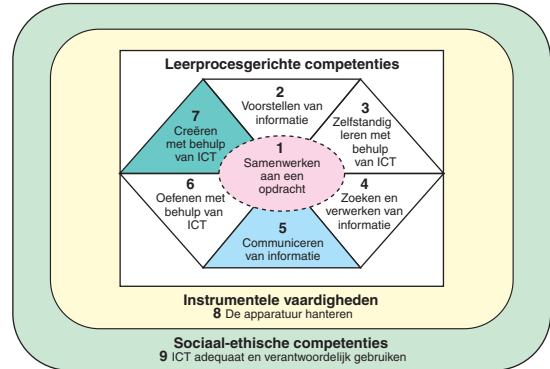 Leerprocesgerichte competenties
2
Voorstellen van
informatie
3
Zelfstandig
leren met
behulp
van ICT
7
Creëren
met behulp
van ICT
1
Samenwerken
aan een
opdracht
6
Oefenen met
behulp van
ICT
4
Zoeken en
verwerken van
informatie
5
Communiceren
van informatie
Instrumentele vaardigheden
8 De apparatuur hanteren
Sociaal-ethische competenties
9 ICT adequaat en verantwoordelijk gebruiken